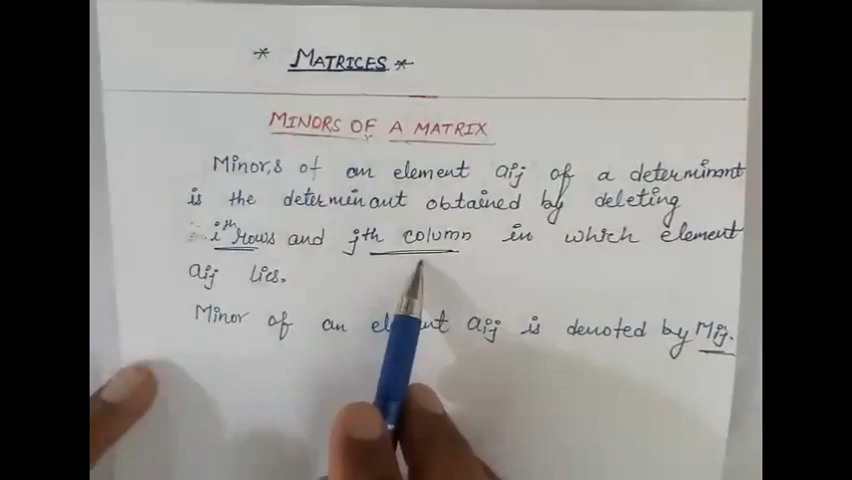 * MATRICES *
MINORS OF A MATRIX
Minors of an element aij of a determinant
is the determinant obtained by deleting
ith rows and jth column in which element
aij lies.
Minor of an element aij is denoted by Mij.